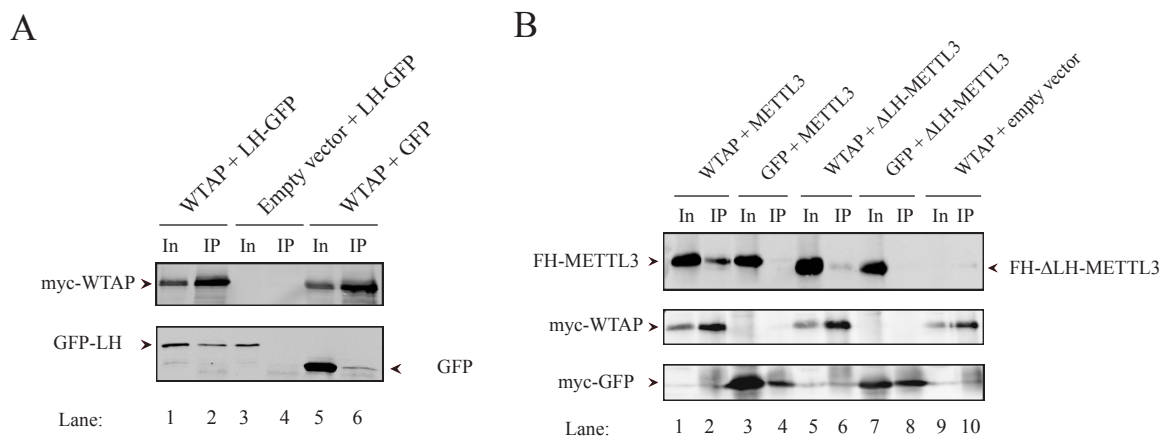 A
WTAP + LH-GFP
Empty vector + LH-GFP
WTAP + GFP
In IP In IP In IP
myc-WTAP
GFP-LH
GFP
Lane: 1 2 3 4 5 6
B
WTAP + METTL3
GFP + METTL3
WTAP + ΔLH-METTL3
GFP + ΔLH-METTL3
WTAP + empty vector
In IP In IP In IP In IP In IP
FH-METTL3
FH-ΔLH-METTL3
myc-WTAP
myc-GFP
Lane: 1 2 3 4 5 6 7 8 9 10